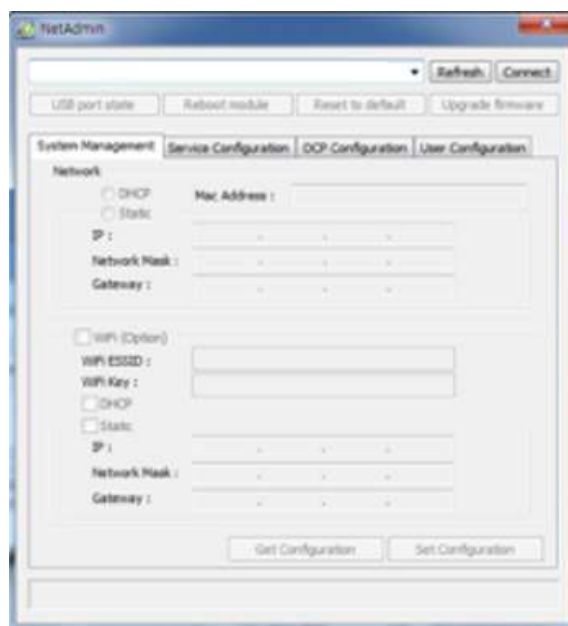 NetAdmin
Refresh Connect
USB port state Reboot module Reset to default Upgrade firmware
System Management Service Configuration OCP Configuration User Configuration
Network
DHCP Mac Address :
Static
IP :
Network Mask :
Gateway :
WiFi (Option)
WiFi ESSID :
WiFi Key :
DHCP
Static
IP :
Network Mask :
Gateway :
Get Configuration Set Configuration